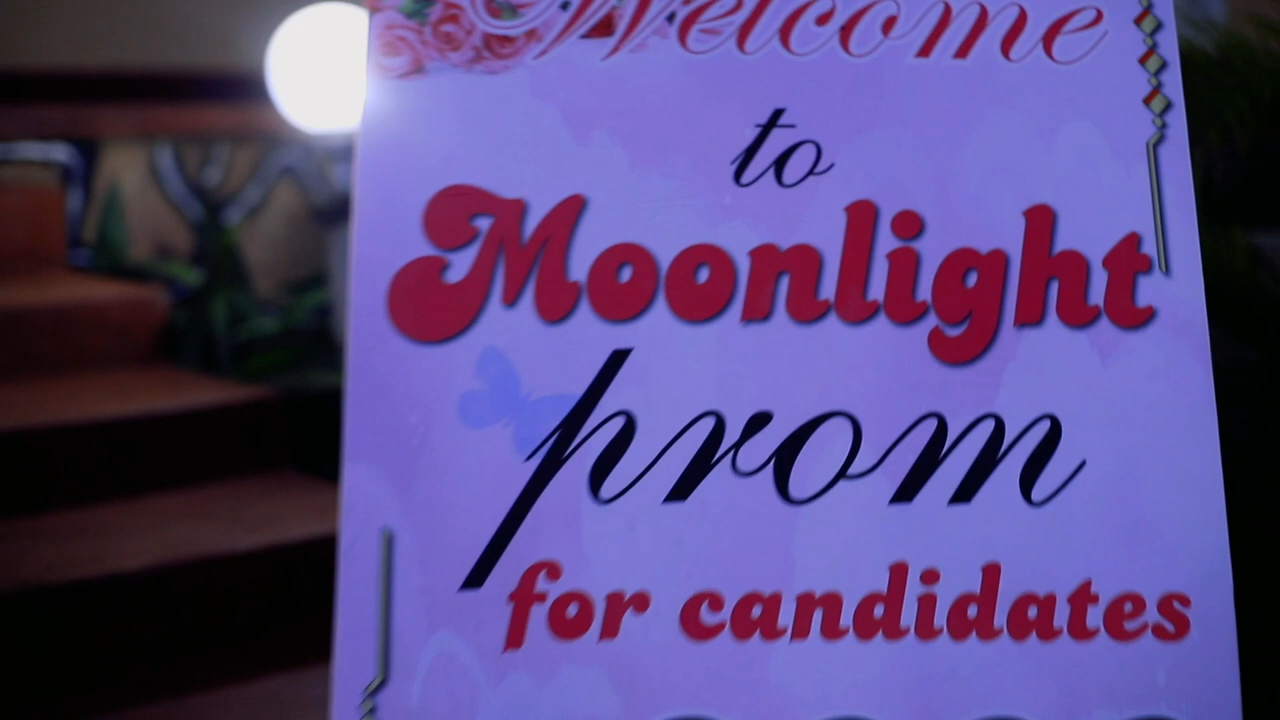 Welcome
to
Moonlight
prom
for candidates